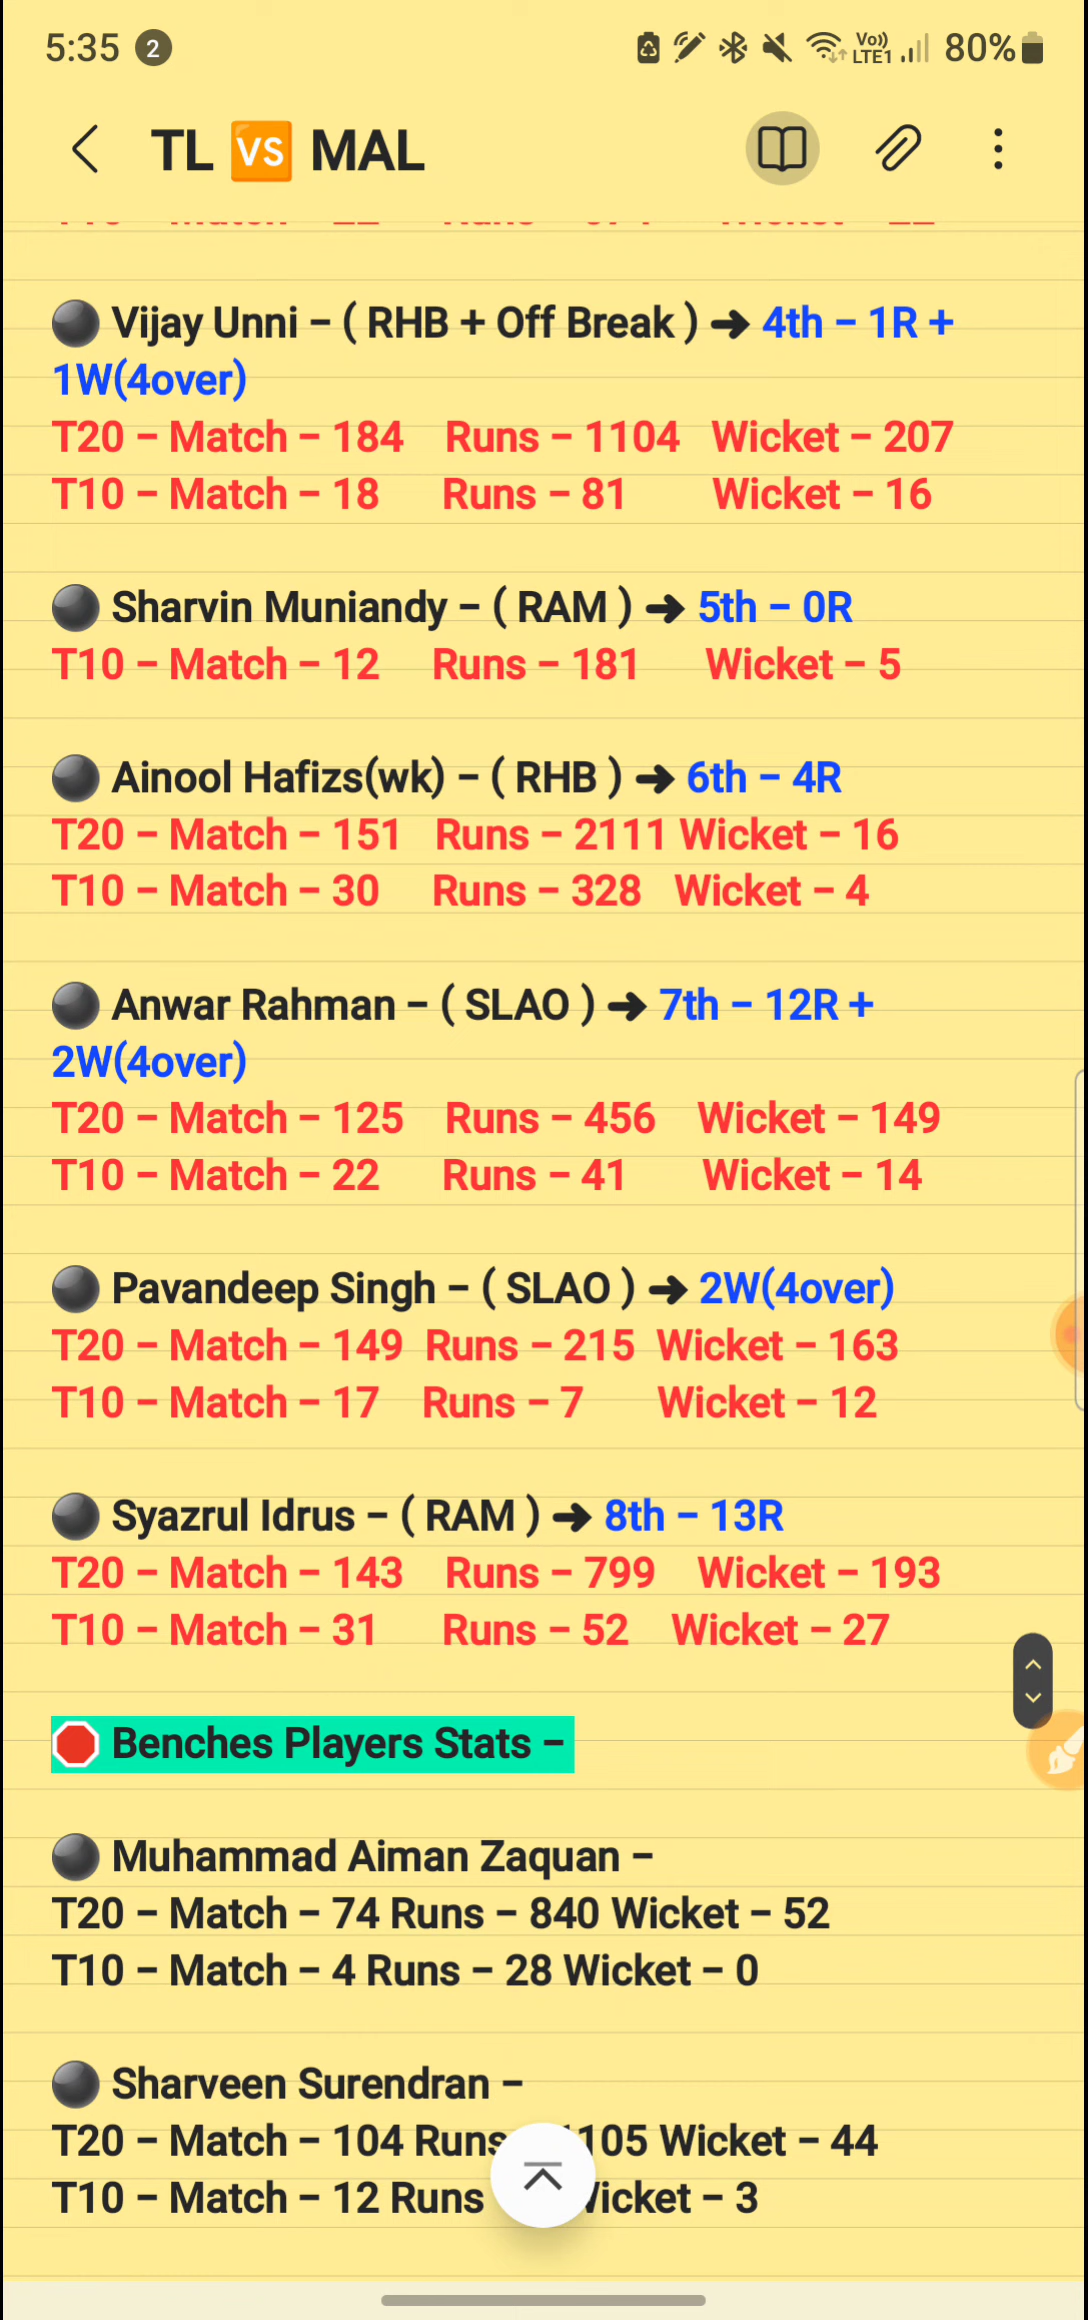 5:35 2 Vo)) LTE1 80%
TL VS MAL
Vijay Unni – ( RHB + Off Break ) ➔ 4th – 1R +
1W(4over)
T20 – Match – 184 Runs – 1104 Wicket – 207
T10 – Match – 18 Runs – 81 Wicket – 16
Sharvin Muniandy – ( RAM ) ➔ 5th – 0R
T10 – Match – 12 Runs – 181 Wicket – 5
Ainool Hafizs(wk) – ( RHB ) ➔ 6th – 4R
T20 – Match – 151 Runs – 2111 Wicket – 16
T10 – Match – 30 Runs – 328 Wicket – 4
Anwar Rahman – ( SLAO ) ➔ 7th – 12R +
2W(4over)
T20 – Match – 125 Runs – 456 Wicket – 149
T10 – Match – 22 Runs – 41 Wicket – 14
Pavandeep Singh – ( SLAO ) ➔ 2W(4over)
T20 – Match – 149 Runs – 215 Wicket – 163
T10 – Match – 17 Runs – 7 Wicket – 12
Syazrul Idrus – ( RAM ) ➔ 8th – 13R
T20 – Match – 143 Runs – 799 Wicket – 193
T10 – Match – 31 Runs – 52 Wicket – 27
Benches Players Stats –
Muhammad Aiman Zaquan –
T20 – Match – 74 Runs – 840 Wicket – 52
T10 – Match – 4 Runs – 28 Wicket – 0
Sharveen Surendran –
T20 – Match – 104 Runs Wicket – 44
T10 – Match – 12 Runs Wicket – 3